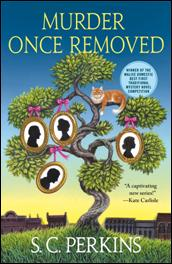 MURDER
ONCE REMOVED
WINNER OF THE
MALICE DOMESTIC
BEST FIRST
TRADITIONAL
MYSTERY NOVEL
COMPETITION
"A captivating
new series!"
—Kate Carlisle
S. C. PERKINS